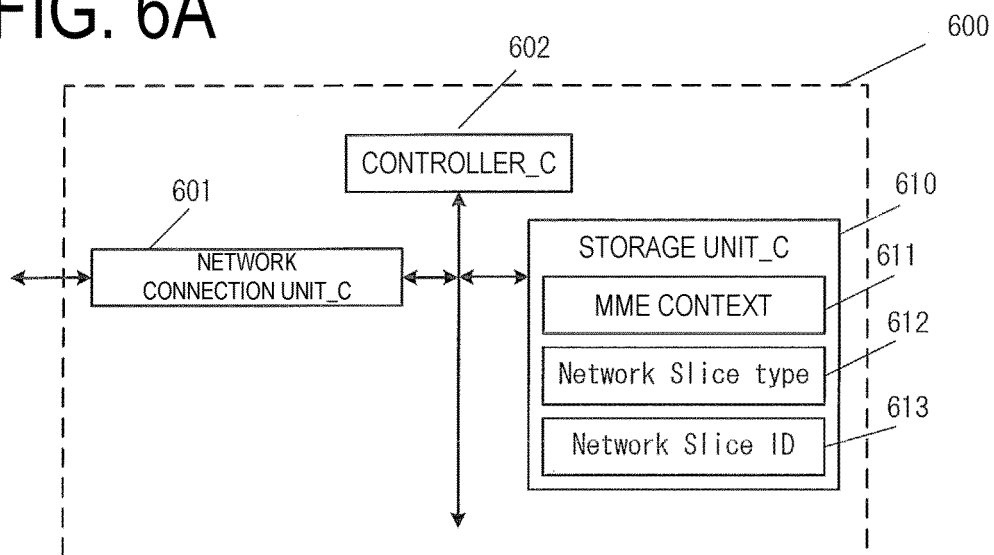 FIG. 6A
600
602
CONTROLLER_C
610
601
STORAGE UNIT_C
611
NETWORK
CONNECTION UNIT_C
MME CONTEXT
612
Network Slice type
613
Network Slice ID